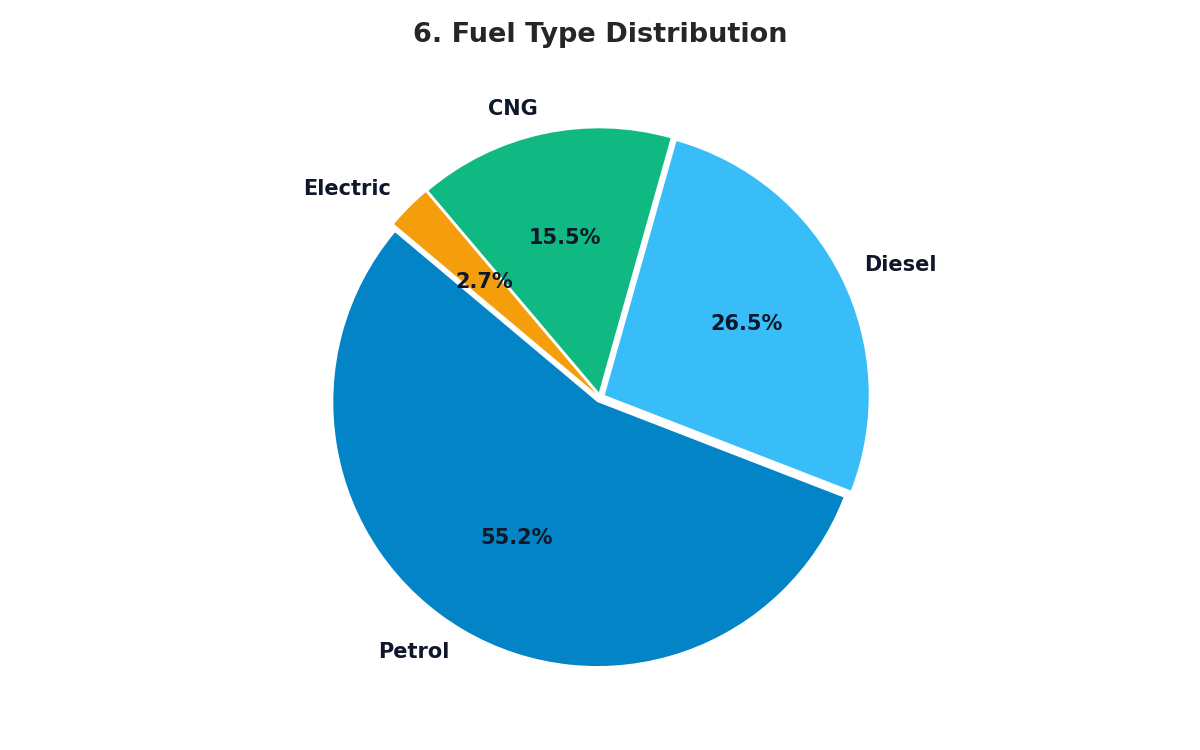 6. Fuel Type Distribution
CNG
Electric
Diesel
15.5%
2.7%
26.5%
55.2%
Petrol